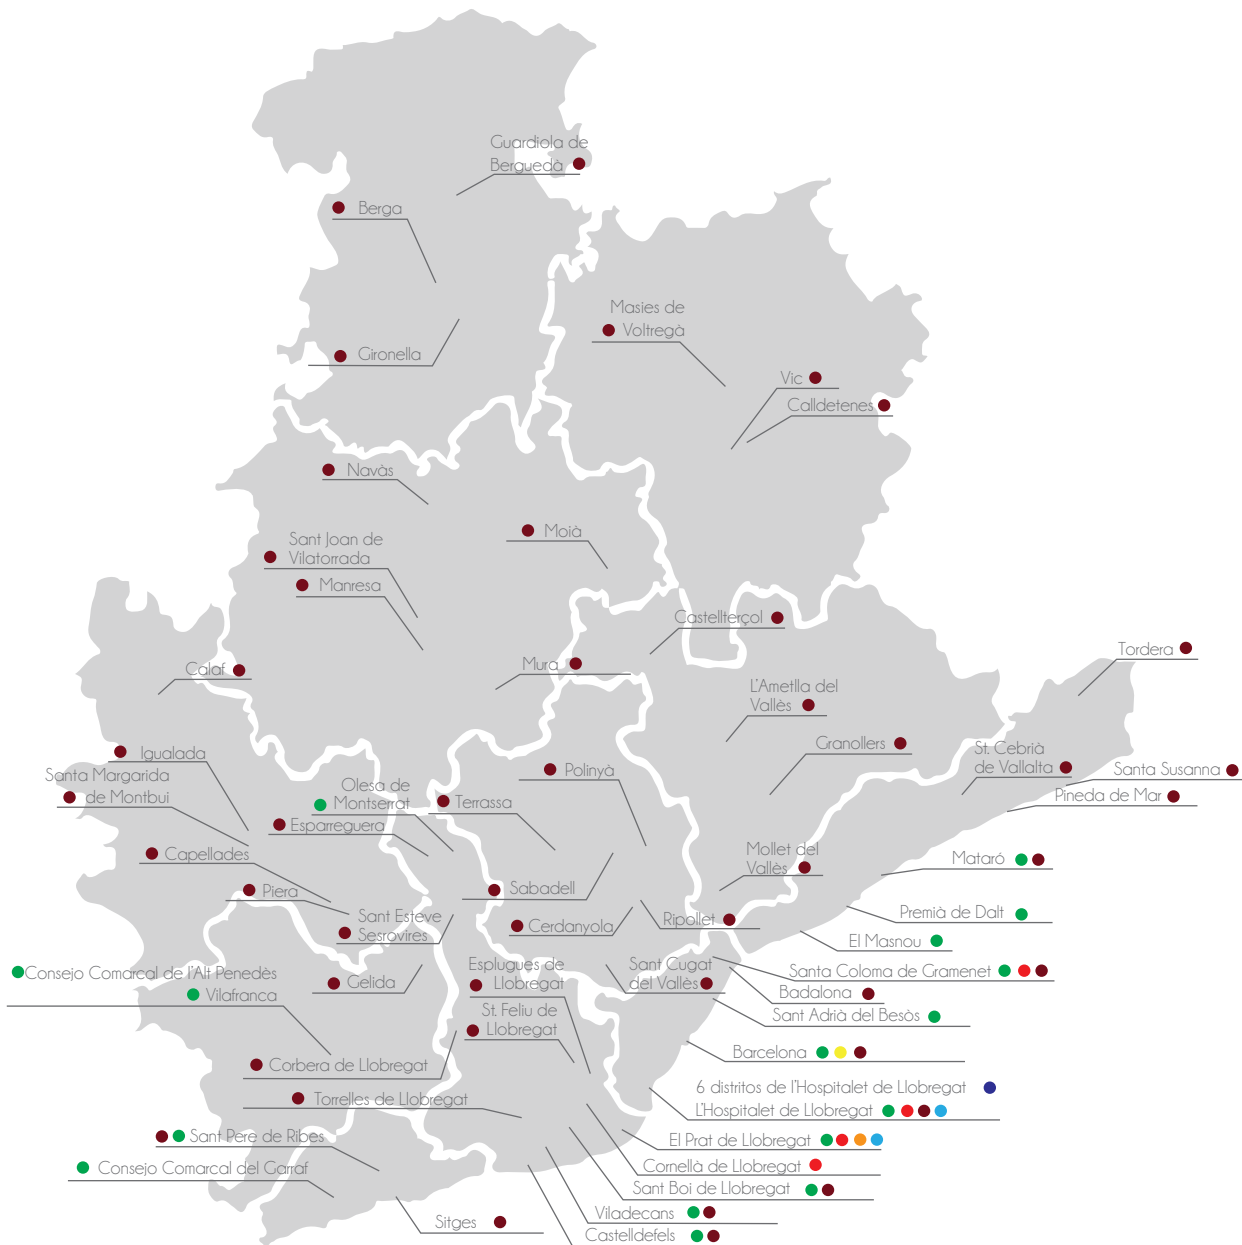 Guardiola de
Berguedà
Berga
Masies de
Voltregà
Gironella
Vic
Calldetenes
Navàs
Moià
Sant Joan de
Vilatorrada
Manresa
Castellterçol
Tordera
Calaf
Mura
L'Ametlla del
Vallès
Granollers
St. Cebrià
de Vallalta
Igualada
Santa Susanna
Santa Margarida
de Montbui
Polinyà
Olesa de
Montserrat
Terrassa
Pineda de Mar
Esparreguera
Capellades
Mollet del
Vallès
Mataró
Piera
Sabadell
Sant Esteve
Sesrovires
Cerdanyola
Ripollet
Premià de Dalt
El Masnou
Consejo Comarcal de l'Alt Penedès
Vilafranca
Gelida
Esplugues de
Llobregat
Sant Cugat
del Vallès
Santa Coloma de Gramenet
Badalona
St. Feliu de
Llobregat
Sant Adrià del Besòs
Corbera de Llobregat
Barcelona
6 distritos de l'Hospitalet de Llobregat
Torrelles de Llobregat
L'Hospitalet de Llobregat
Sant Pere de Ribes
El Prat de Llobregat
Consejo Comarcal del Garraf
Cornellà de Llobregat
Sant Boi de Llobregat
Sitges
Viladecans
Castelldefels